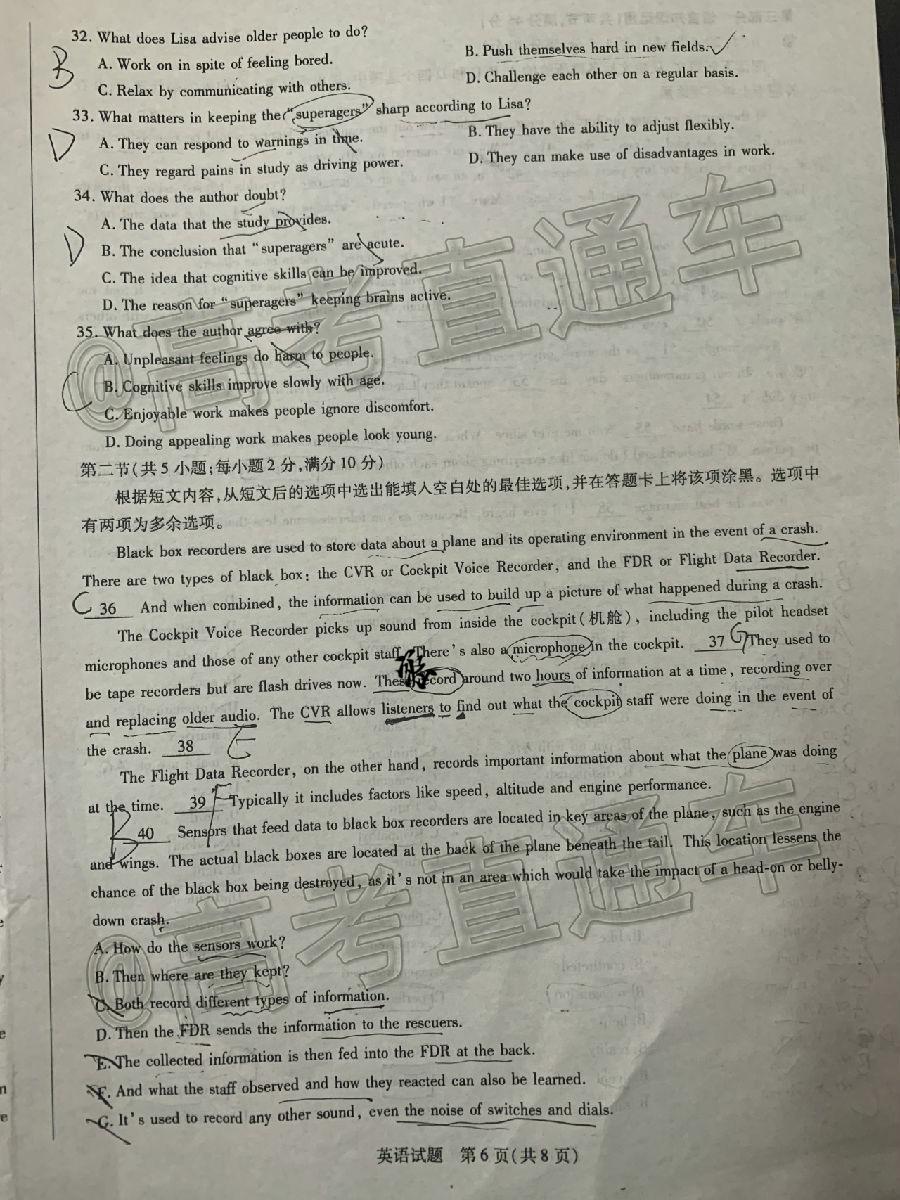 32. What does Lisa advise older people to do?
A. Work on in spite of feeling bored.
B. Push themselves hard in new fields.
B
C. Relax by communicating with others.
D. Challenge each other on a regular basis.
33. What matters in keeping the "superagers" sharp according to Lisa?
D
A. They can respond to warnings in time.
B. They have the ability to adjust flexibly.
C. They regard pains in study as driving power.
D. They can make use of disadvantages in work.
34. What does the author doubt?
A. The data that the study provides.
D
B. The conclusion that "superagers" are acute.
C. The idea that cognitive skills can be improved.
D. The reason for "superagers" keeping brains active.
35. What does the author agree with?
A. Unpleasant feelings do harm to people.
C
B. Cognitive skills improve slowly with age.
C. Enjoyable work makes people ignore discomfort.
D. Doing appealing work makes people look young.
第二节(共5小题;每小题2分,满分10分)
根据短文内容,从短文后的选项中选出能填入空白处的最佳选项,并在答题卡上将该项涂黑。选项中
有两项为多余选项。
Black box recorders are used to store data about a plane and its operating environment in the event of a crash.
There are two types of black box: the CVR or Cockpit Voice Recorder, and the FDR or Flight Data Recorder.
C 36 And when combined, the information can be used to build up a picture of what happened during a crash.
The Cockpit Voice Recorder picks up sound from inside the cockpit(机舱), including the pilot headset
microphones and those of any other cockpit staff. There's also a microphone in the cockpit. 37 G They used to
be tape recorders but are flash drives now. These record around two hours of information at a time, recording over
and replacing older audio. The CVR allows listeners to find out what the cockpit staff were doing in the event of
the crash. 38 E
The Flight Data Recorder, on the other hand, records important information about what the plane was doing
at the time. 39 F Typically it includes factors like speed, altitude and engine performance.
B 40 Sensors that feed data to black box recorders are located in key areas of the plane, such as the engine
and wings. The actual black boxes are located at the back of the plane beneath the tail. This location lessens the
chance of the black box being destroyed, as it's not in an area which would take the impact of a head-on or belly-
down crash.
A. How do the sensors work?
B. Then where are they kept?
C. Both record different types of information.
D. Then the FDR sends the information to the rescuers.
E. The collected information is then fed into the FDR at the back.
F. And what the staff observed and how they reacted can also be learned.
G. It's used to record any other sound, even the noise of switches and dials.
英语试题 第6页(共8页)
@高考直通车
@高考直通车